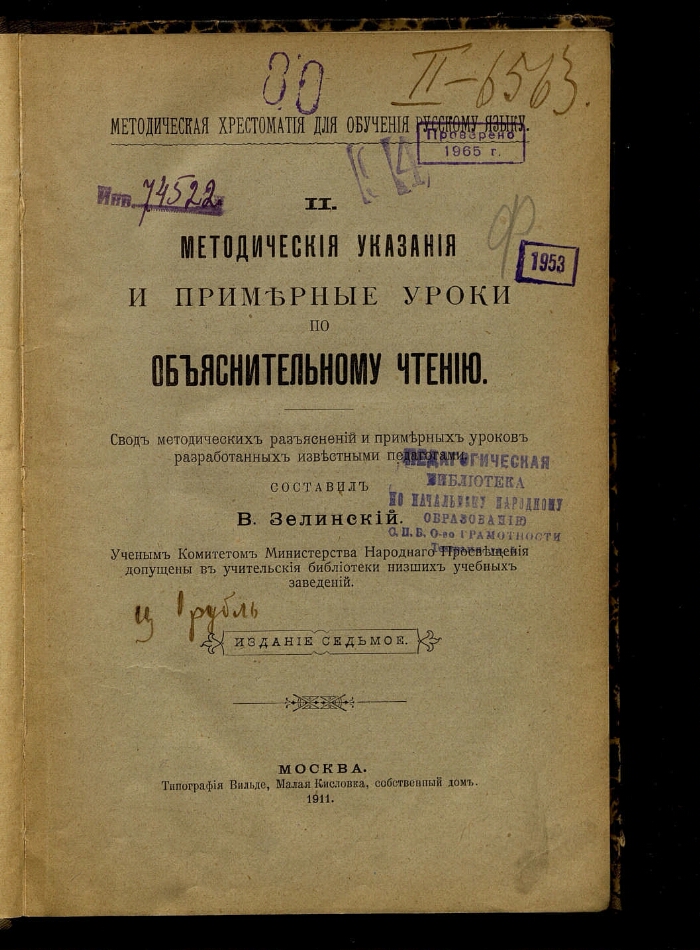 II—6563.
МЕТОДИЧЕСКАЯ ХРЕСТОМАТІЯ ДЛЯ ОБУЧЕНІЯ РУССКОМУ ЯЗЫКУ.
Провѣрено
1965 г.
Инв. 74522
II.
МЕТОДИЧЕСКІЯ УКАЗАНІЯ
1953
И ПРИМѢРНЫЕ УРОКИ
ПО
ОБЪЯСНИТЕЛЬНОМУ ЧТЕНІЮ.
Сводъ методическихъ разъясненій и примѣрныхъ уроковъ
разработанныхъ извѣстными педагогами.
ПЕДАГОГИЧЕСКАЯ
БИБЛІОТЕКА
ПО НАЧАЛЬНОМУ НАРОДНОМУ
ОБРАЗОВАНІЮ
С.П.Б. О-во ГРАМОТНОСТИ
СОСТАВИЛЪ
В. Зелинскій.
Ученымъ Комитетомъ Министерства Народнаго Просвѣщенія
допущены въ учительскія библіотеки низшихъ учебныхъ
заведеній.
1 рубль
ИЗДАНІЕ СЕДЬМОЕ.
МОСКВА.
Типографія Вильде, Малая Кисловка, собственный домъ.
1911.